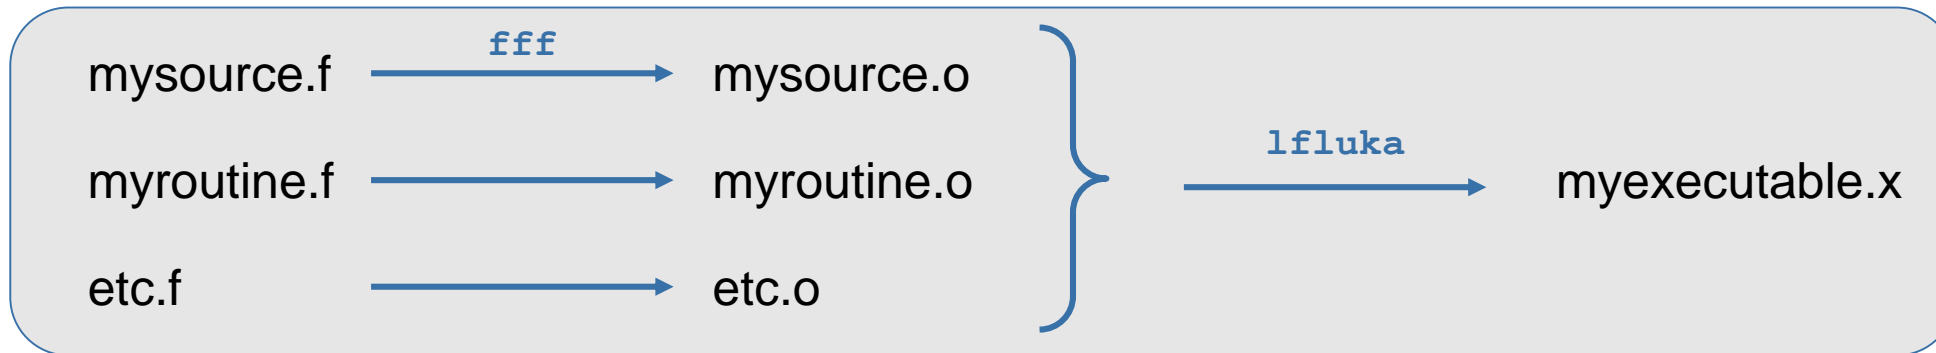 fff
mysource.f mysource.o
lfluka
myroutine.f myroutine.o myexecutable.x
etc.f etc.o